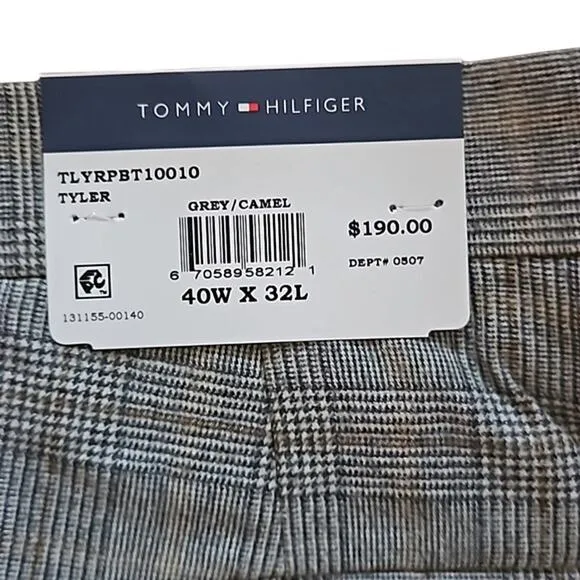 TOMMY HILFIGER
TLYRPBT10010
TYLER
GREY/CAMEL
$190.00
6 70589 58212 1
DEPT# 0507
40W X 32L
131155-00140